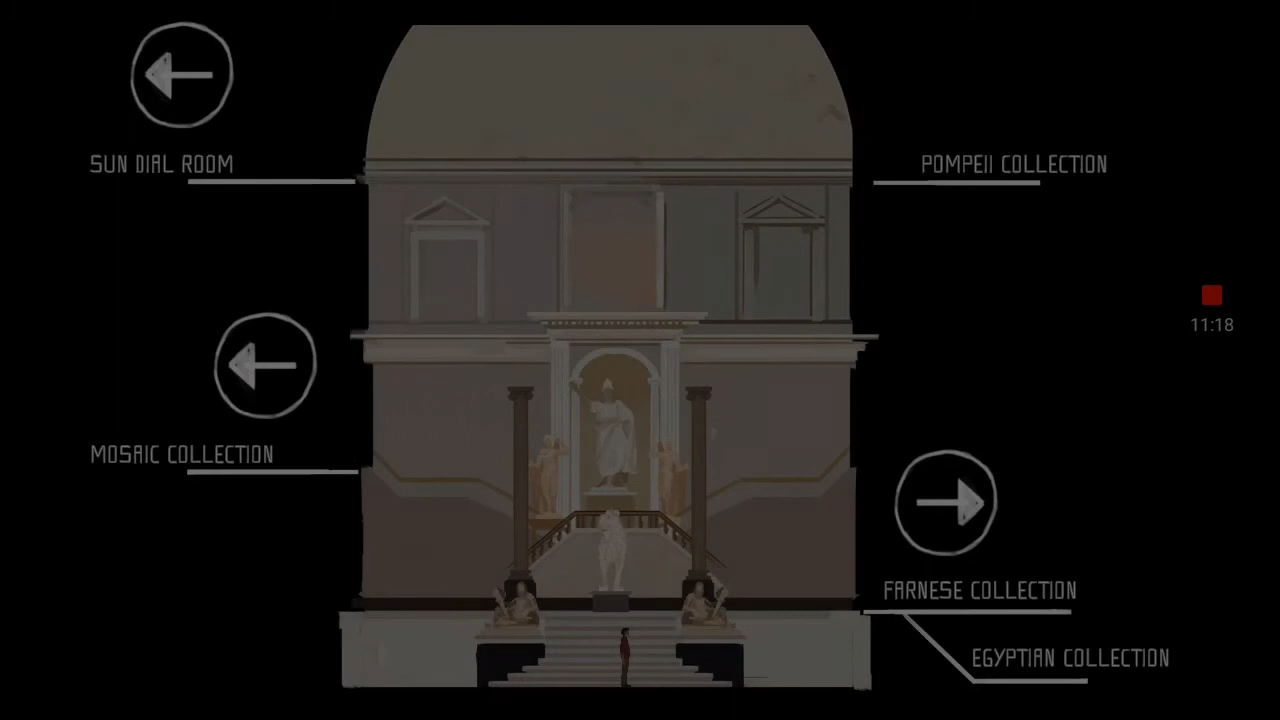 SUN DIAL ROOM
POMPEII COLLECTION
11:18
MOSAIC COLLECTION
FARNESE COLLECTION
EGYPTIAN COLLECTION